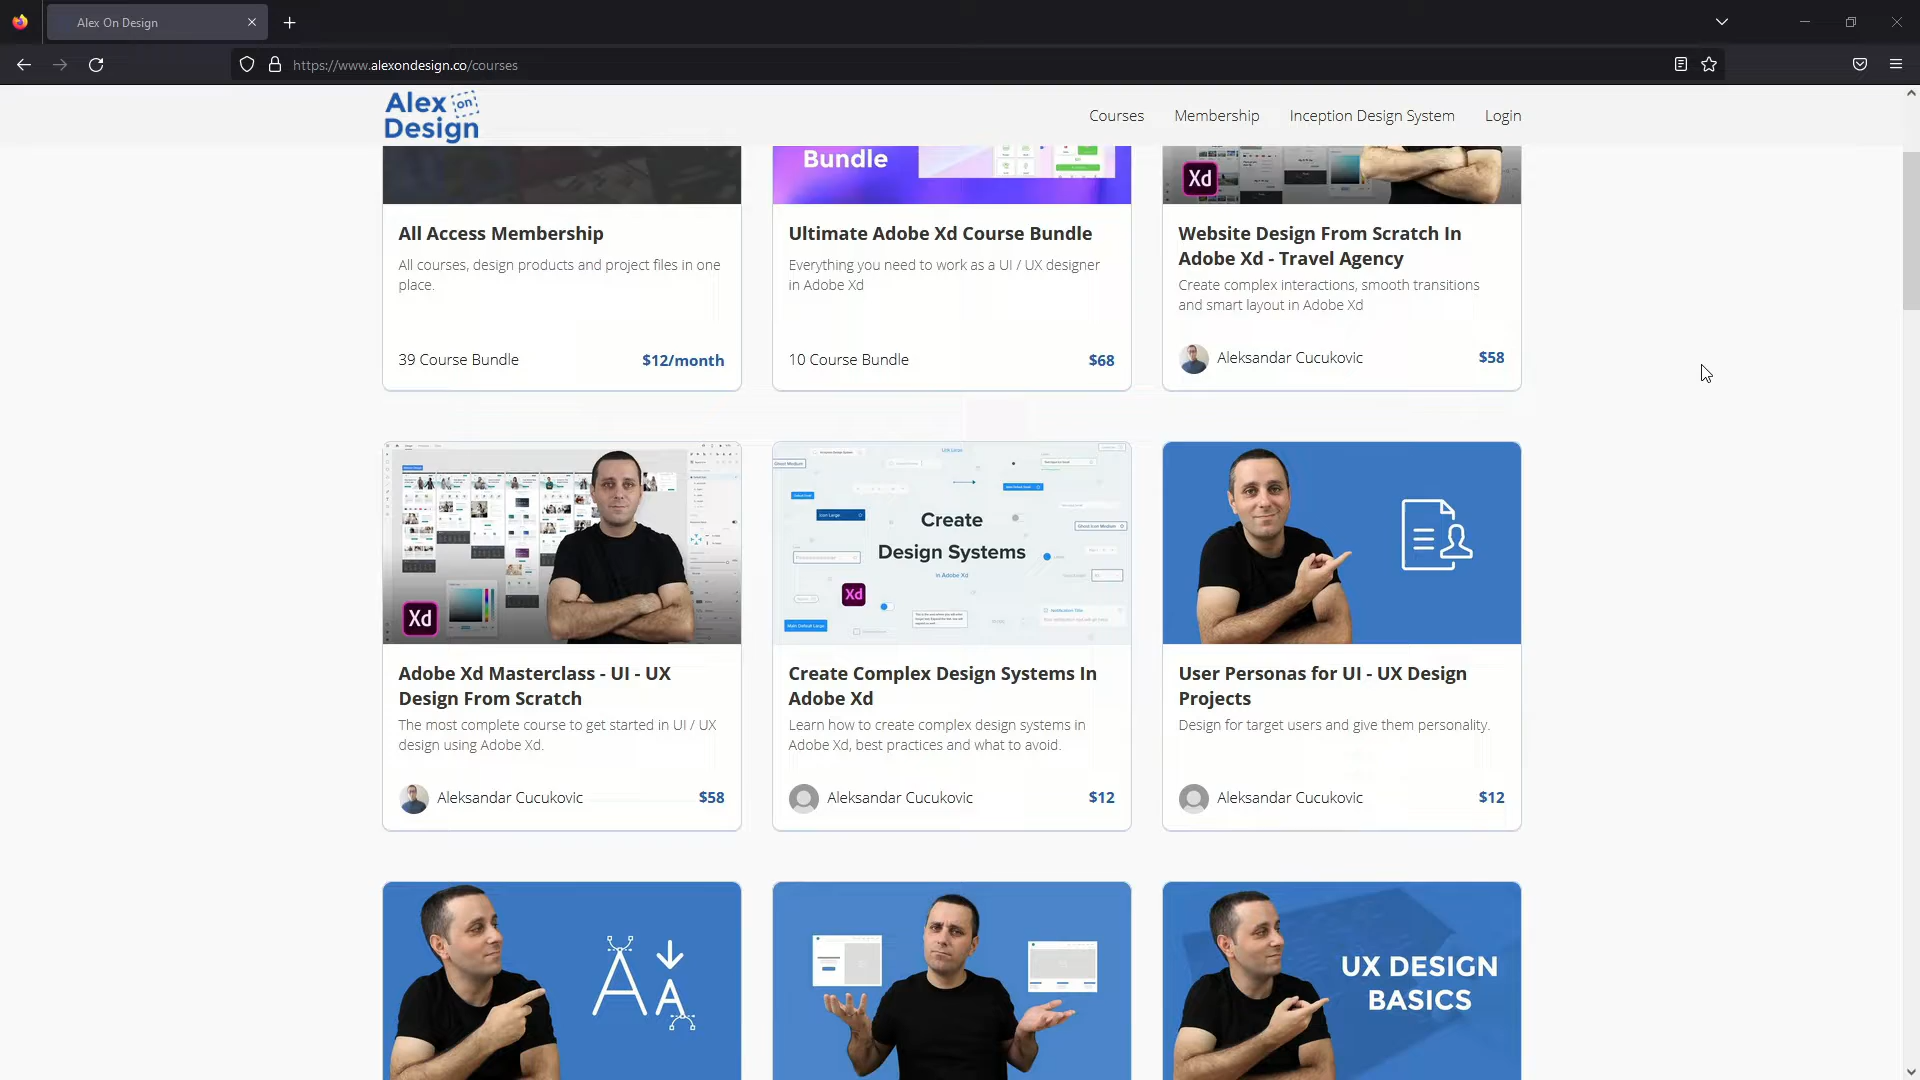 Alex On Design
https://www.alexondesign.co/courses
Alex on
Design
Courses
Membership
Inception Design System
Login
Bundle
Xd
All Access Membership
All courses, design products and project files in one
place.
39 Course Bundle
$12/month
Ultimate Adobe Xd Course Bundle
Everything you need to work as a UI / UX designer
in Adobe Xd
10 Course Bundle
$68
Website Design From Scratch In
Adobe Xd - Travel Agency
Create complex interactions, smooth transitions
and smart layout in Adobe Xd
Aleksandar Cucukovic
$58
Xd
Create
Design Systems
in Adobe Xd
Xd
Adobe Xd Masterclass - UI - UX
Design From Scratch
The most complete course to get started in UI / UX
design using Adobe Xd.
Aleksandar Cucukovic
$58
Create Complex Design Systems In
Adobe Xd
Learn how to create complex design systems in
Adobe Xd, best practices and what to avoid.
Aleksandar Cucukovic
$12
User Personas for UI - UX Design
Projects
Design for target users and give them personality.
Aleksandar Cucukovic
$12
A A
UX DESIGN
BASICS